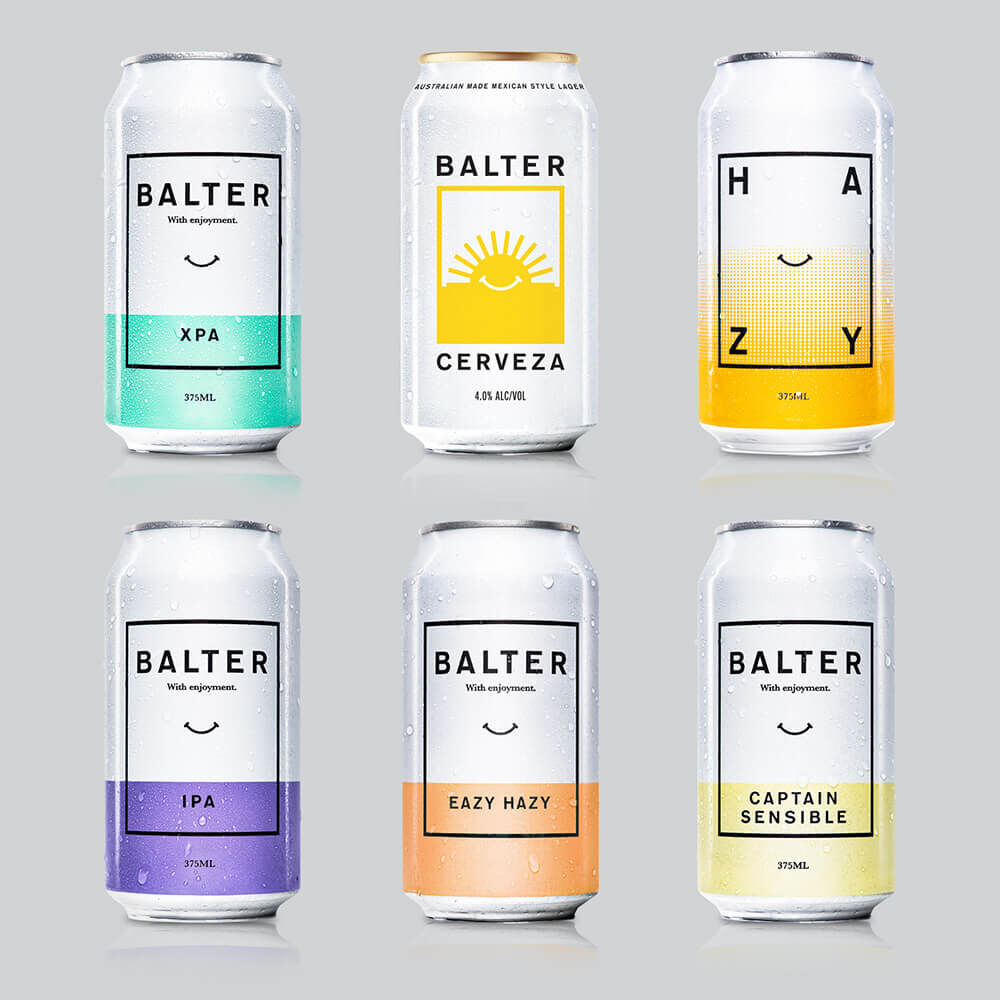 BALTER
With enjoyment.
XPA
375ML
AUSTRALIAN MADE MEXICAN STYLE LAGER
BALTER
CERVEZA
4.0% ALC/VOL
H A
Z Y
375ML
BALTER
With enjoyment.
IPA
375ML
BALTER
With enjoyment.
EAZY HAZY
BALTER
With enjoyment.
CAPTAIN
SENSIBLE
375ML